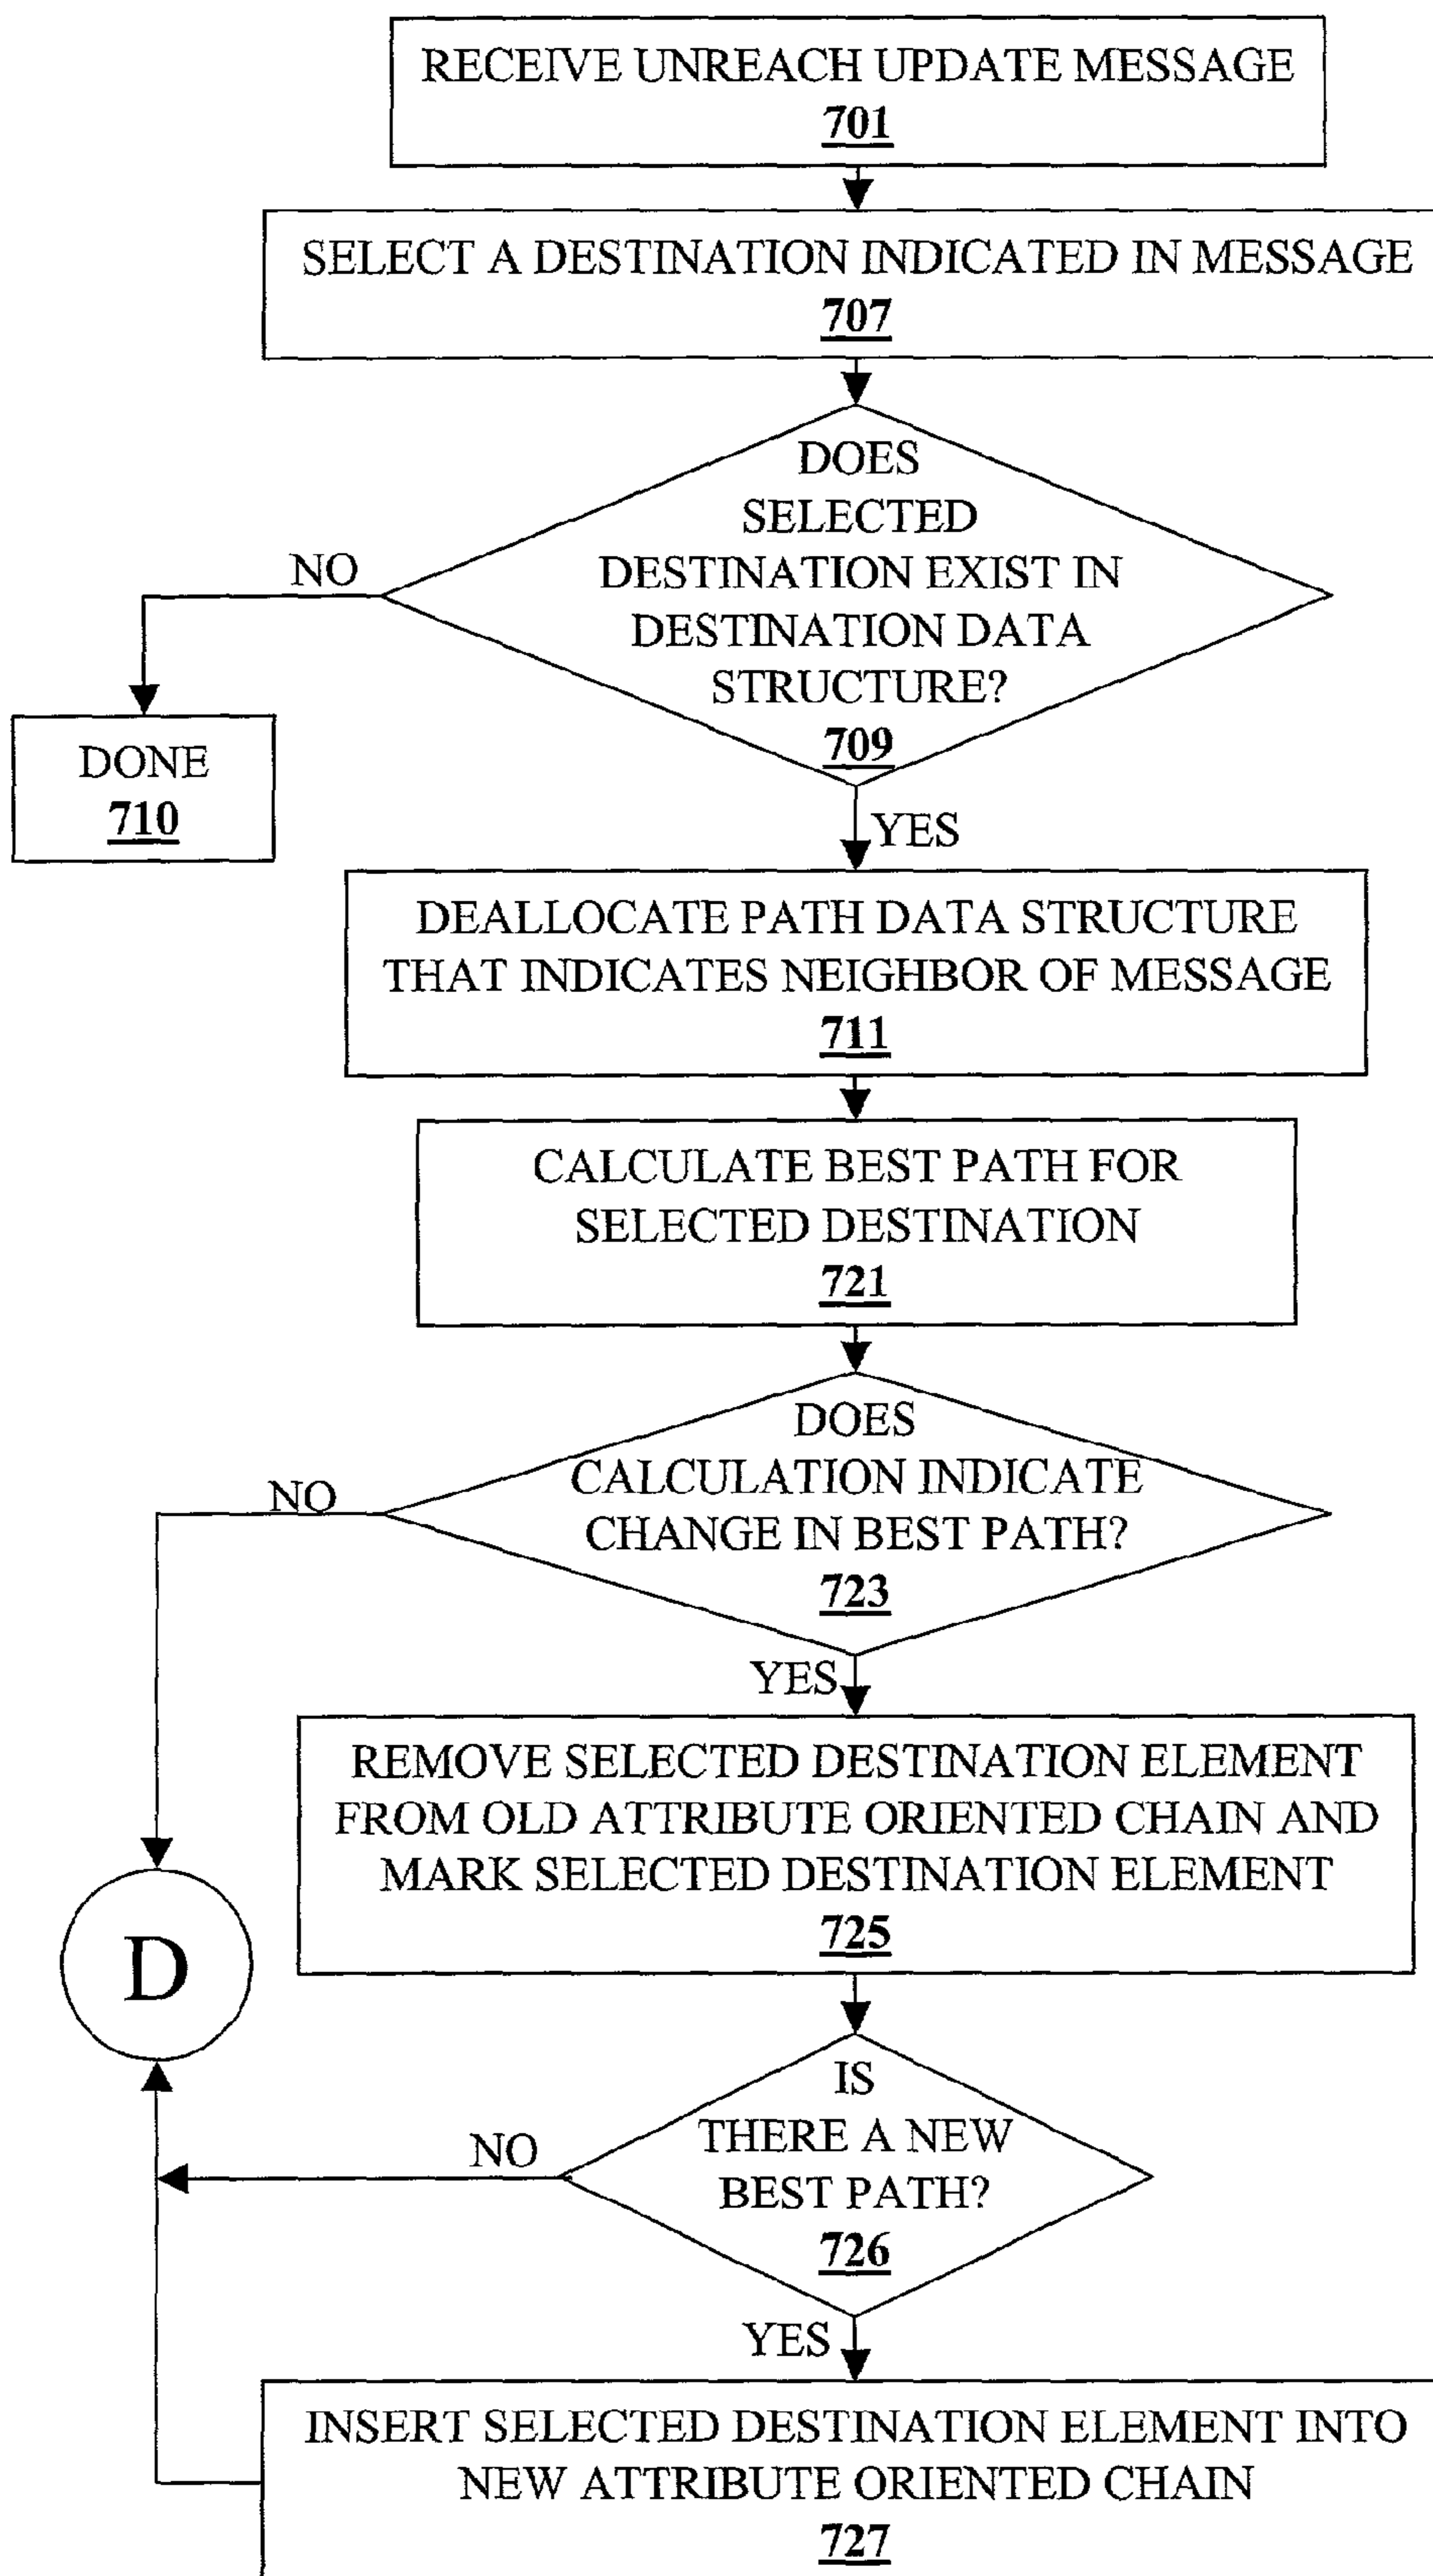 RECEIVE UNREACH UPDATE MESSAGE
701
SELECT A DESTINATION INDICATED IN MESSAGE
707
DOES
SELECTED
DESTINATION EXIST IN
DESTINATION DATA
STRUCTURE?
709
NO
DONE
710
YES
DEALLOCATE PATH DATA STRUCTURE
THAT INDICATES NEIGHBOR OF MESSAGE
711
CALCULATE BEST PATH FOR
SELECTED DESTINATION
721
DOES
CALCULATION INDICATE
CHANGE IN BEST PATH?
723
NO
YES
REMOVE SELECTED DESTINATION ELEMENT
FROM OLD ATTRIBUTE ORIENTED CHAIN AND
MARK SELECTED DESTINATION ELEMENT
725
D
IS
THERE A NEW
BEST PATH?
726
NO
YES
INSERT SELECTED DESTINATION ELEMENT INTO
NEW ATTRIBUTE ORIENTED CHAIN
727